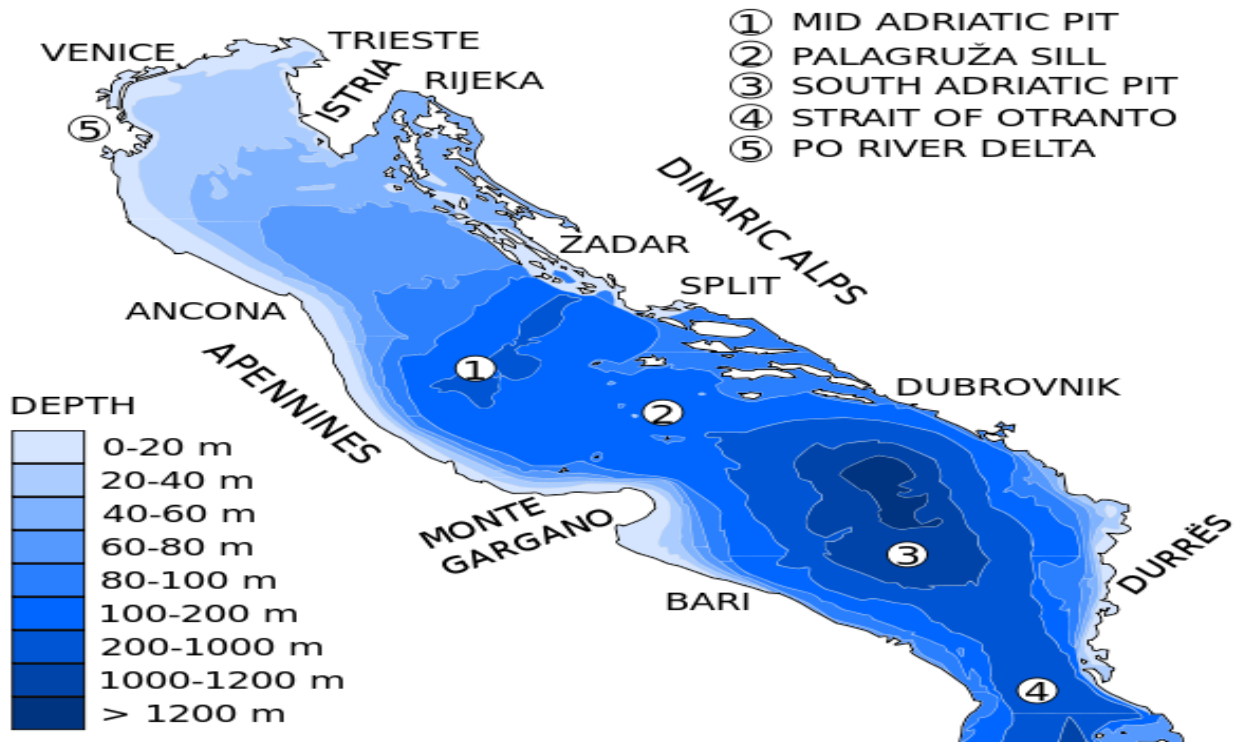 ① MID ADRIATIC PIT
② PALAGRUŽA SILL
③ SOUTH ADRIATIC PIT
④ STRAIT OF OTRANTO
⑤ PO RIVER DELTA
VENICE
TRIESTE
ISTRIA
RIJEKA
5
DINARIC ALPS
ZADAR
SPLIT
ANCONA
APENNINES
1
2
DUBROVNIK
MONTE
GARGANO
3
DURRËS
BARI
4
DEPTH
0-20 m
20-40 m
40-60 m
60-80 m
80-100 m
100-200 m
200-1000 m
1000-1200 m
> 1200 m